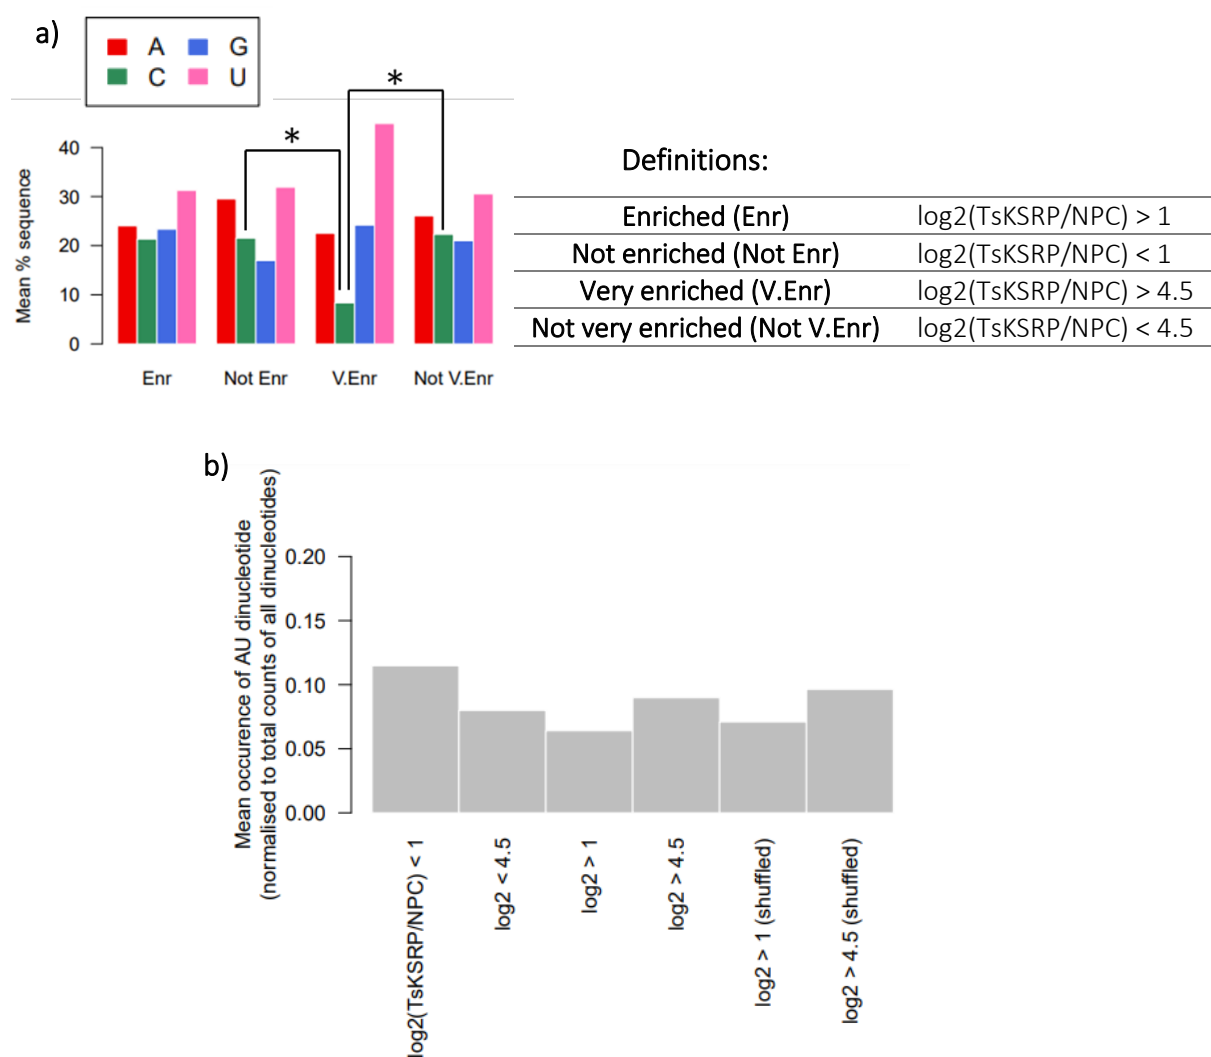 a)
A G
C U
*
*
Mean % sequence
40
30
20
10
0
Enr Not Enr V.Enr Not V.Enr
Definitions:
Enriched (Enr) log2(TsKSRP/NPC) > 1
Not enriched (Not Enr) log2(TsKSRP/NPC) < 1
Very enriched (V.Enr) log2(TsKSRP/NPC) > 4.5
Not very enriched (Not V.Enr) log2(TsKSRP/NPC) < 4.5
b)
Mean occurence of AU dinucleotide
(normalised to total counts of all dinucleotides)
0.20
0.15
0.10
0.05
0.00
log2(TsKSRP/NPC) < 1
log2 < 4.5
log2 > 1
log2 > 4.5
log2 > 1 (shuffled)
log2 > 4.5 (shuffled)